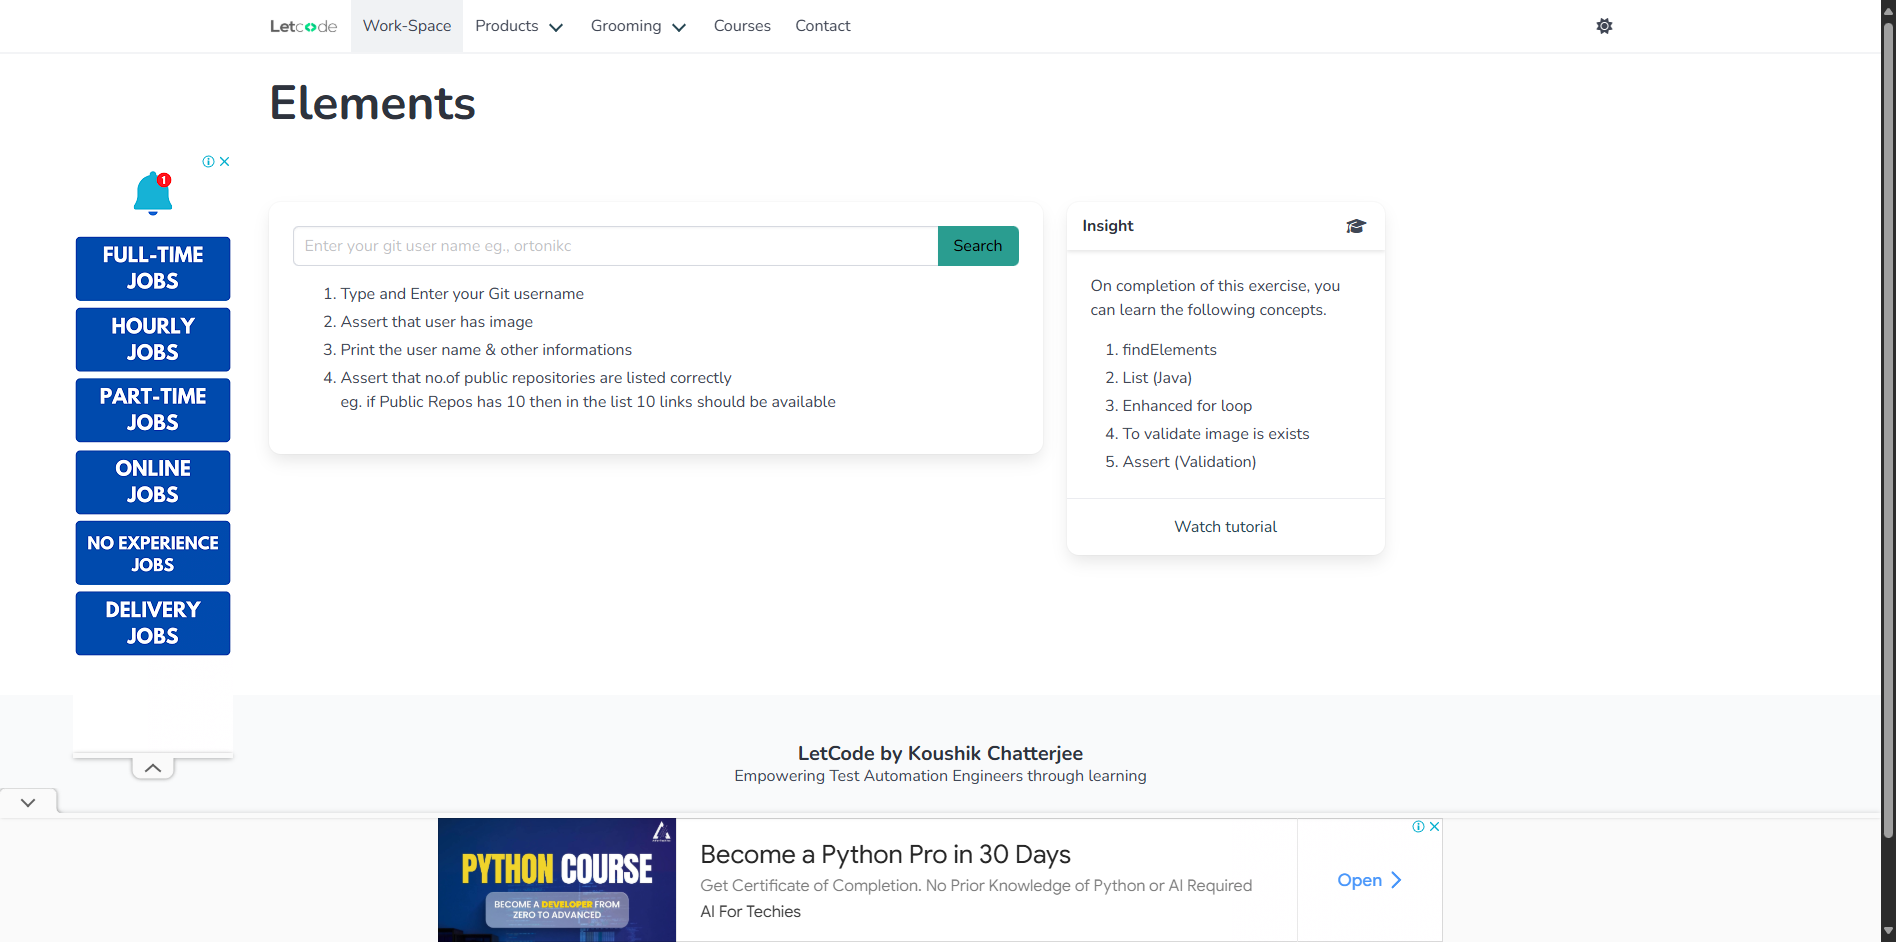 Letcode
Work-Space
Products
Grooming
Courses
Contact
Elements
1
FULL-TIME
JOBS
HOURLY
JOBS
PART-TIME
JOBS
ONLINE
JOBS
NO EXPERIENCE
JOBS
DELIVERY
JOBS
Enter your git user name eg., ortonikc
Search
1. Type and Enter your Git username
2. Assert that user has image
3. Print the user name & other informations
4. Assert that no.of public repositories are listed correctly
eg. if Public Repos has 10 then in the list 10 links should be available
Insight
On completion of this exercise, you
can learn the following concepts.
1. findElements
2. List (Java)
3. Enhanced for loop
4. To validate image is exists
5. Assert (Validation)
Watch tutorial
LetCode by Koushik Chatterjee
Empowering Test Automation Engineers through learning
PYTHON COURSE
BECOME A DEVELOPER FROM
ZERO TO ADVANCED
Become a Python Pro in 30 Days
Get Certificate of Completion. No Prior Knowledge of Python or AI Required
AI For Techies
Open